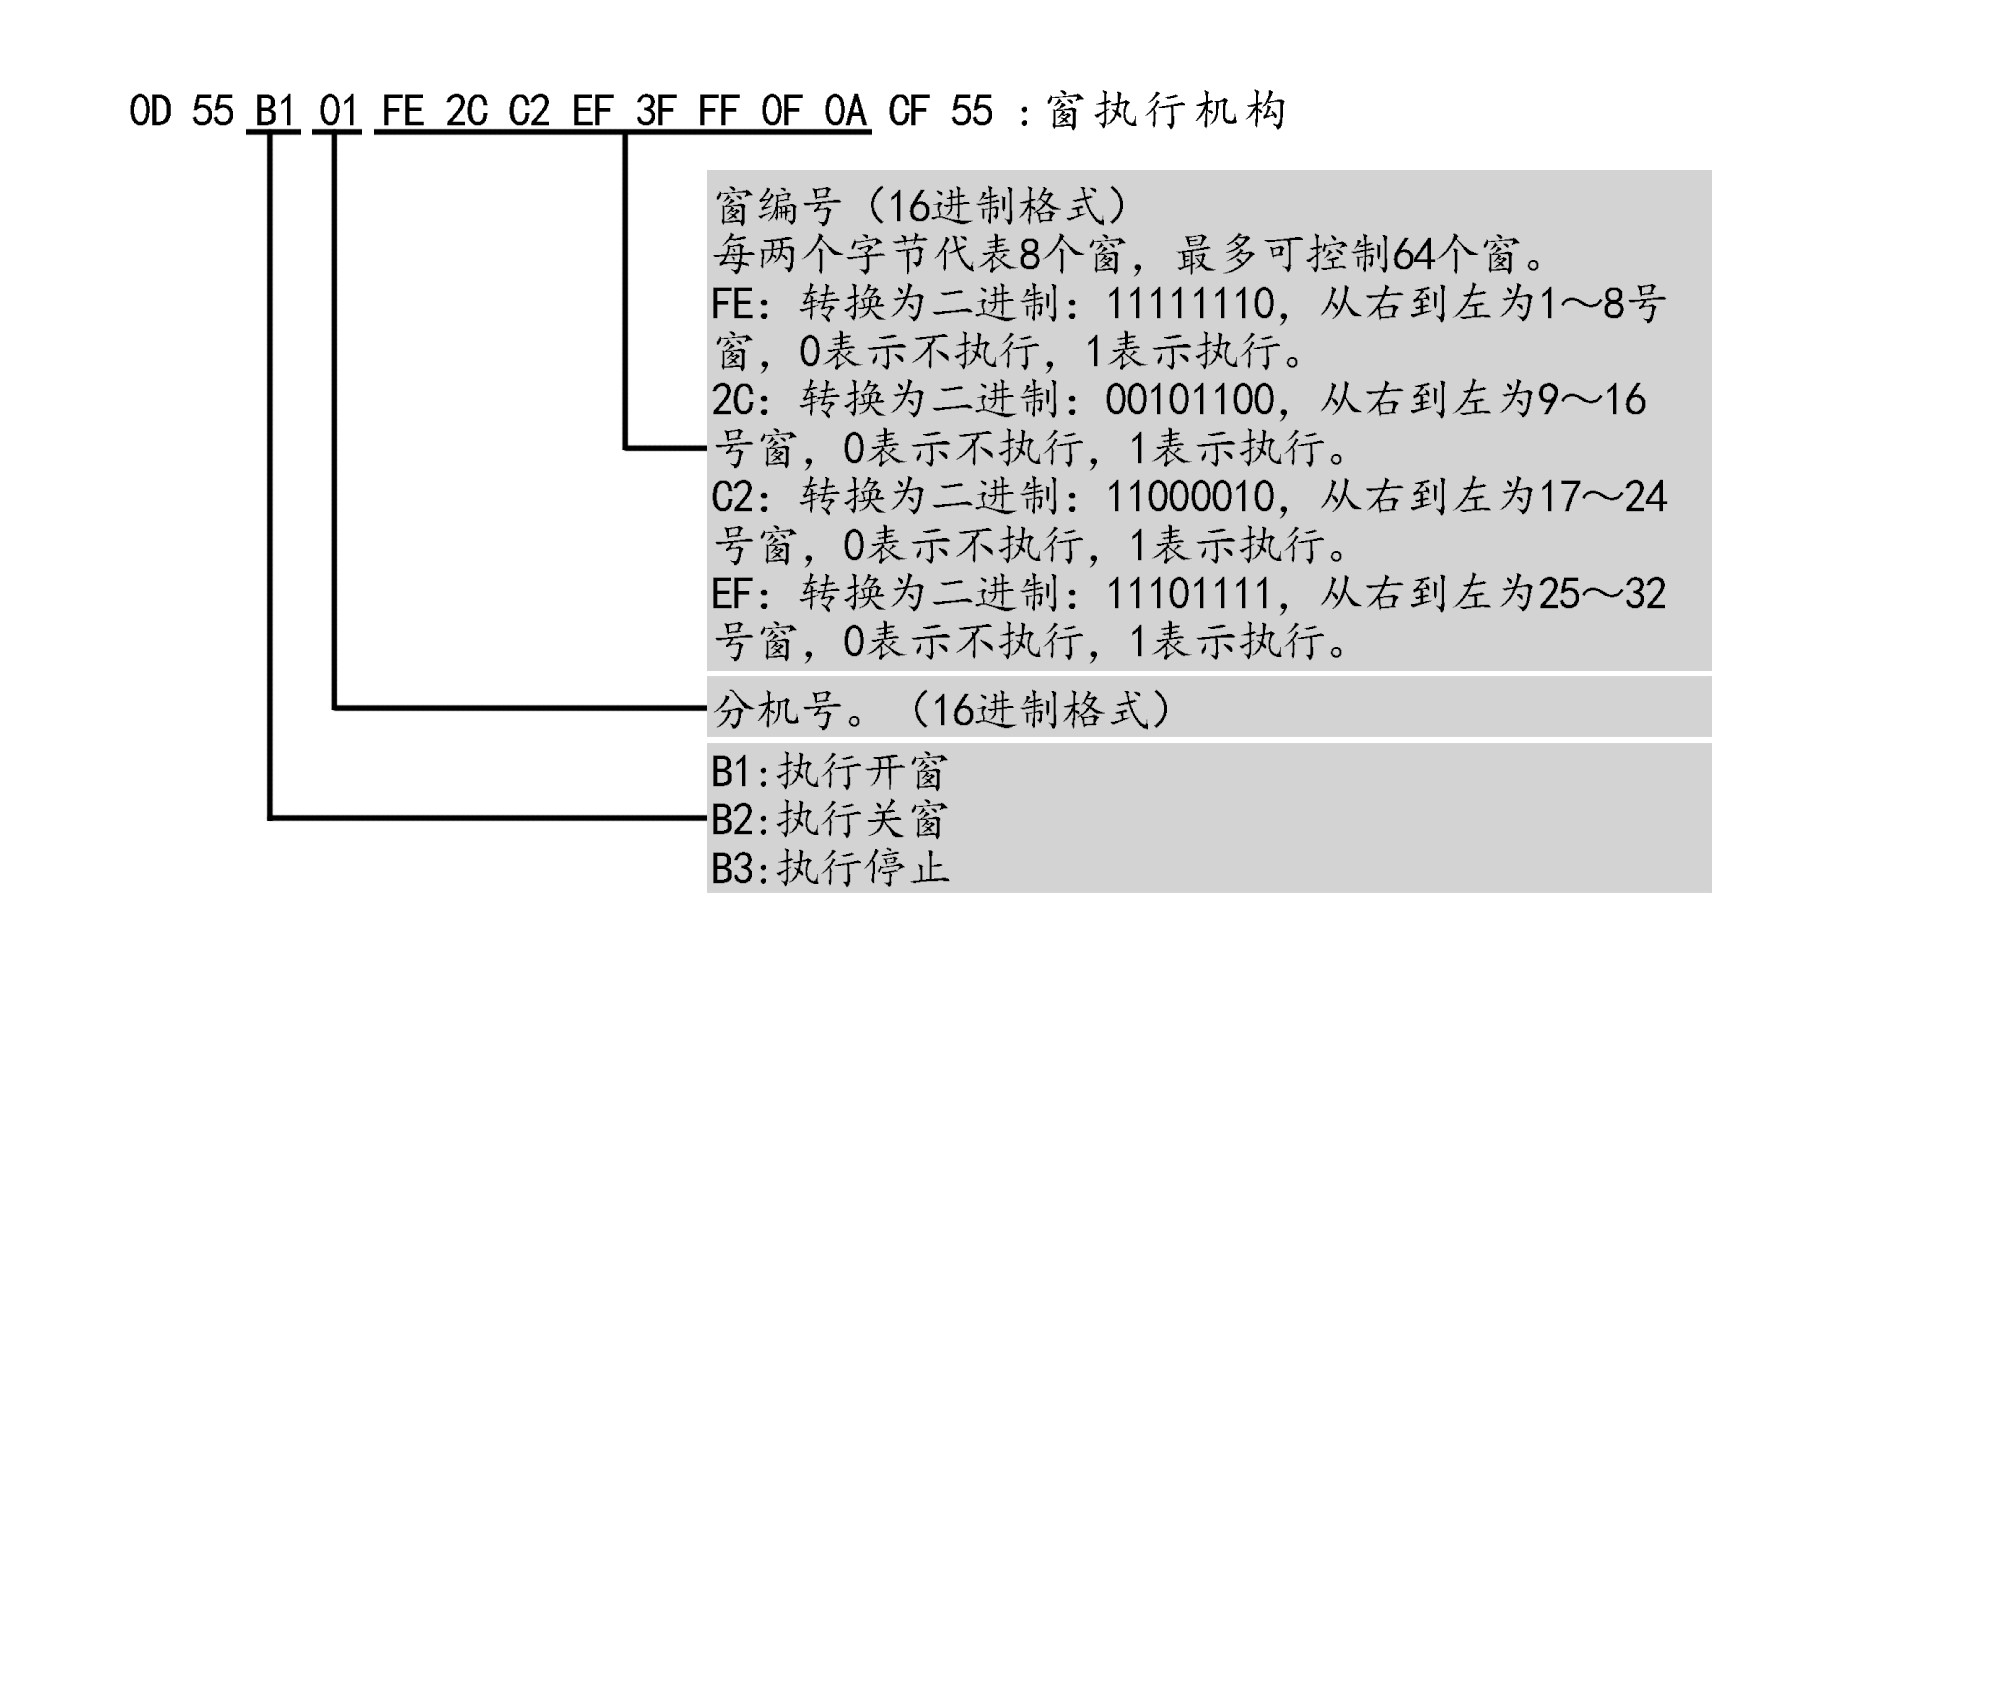 0D 55 B1 01 FE 2C C2 EF 3F FF 0F 0A CF 55 :窗执行机构
窗编号（16进制格式）
每两个字节代表8个窗，最多可控制64个窗。
FE：转换为二进制：11111110，从右到左为1～8号
窗，0表示不执行，1表示执行。
2C：转换为二进制：00101100，从右到左为9～16
号窗，0表示不执行，1表示执行。
C2：转换为二进制：11000010，从右到左为17～24
号窗，0表示不执行，1表示执行。
EF：转换为二进制：11101111，从右到左为25～32
号窗，0表示不执行，1表示执行。
分机号。（16进制格式）
B1:执行开窗
B2:执行关窗
B3:执行停止